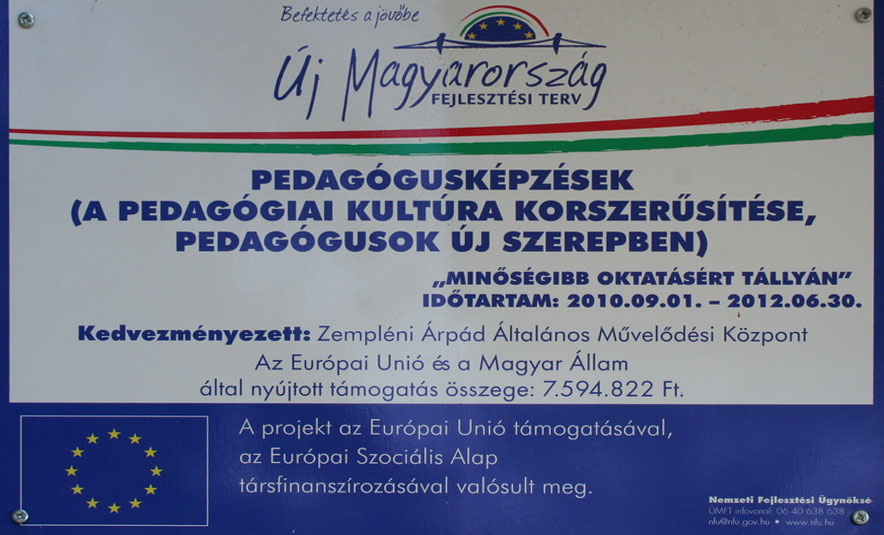 Befektetés a jövőbe
Új Magyarország
FEJLESZTÉSI TERV
PEDAGÓGUSKÉPZÉSEK
(A PEDAGÓGIAI KULTÚRA KORSZERŰSÍTÉSE,
PEDAGÓGUSOK ÚJ SZEREPBEN)
„MINŐSÉGIBB OKTATÁSÉRT TÁLLYÁN”
IDŐTARTAM: 2010.09.01. – 2012.06.30.
Kedvezményezett: Zempléni Árpád Általános Művelődési Központ
Az Európai Unió és a Magyar Állam
által nyújtott támogatás összege: 7.594.822 Ft.
A projekt az Európai Unió támogatásával,
az Európai Szociális Alap
társfinanszírozásával valósult meg.
Nemzeti Fejlesztési Ügynöksé
ÚMFT infovonal: 06 40 638 638
nfu@nfu.gov.hu • www.nfu.hu